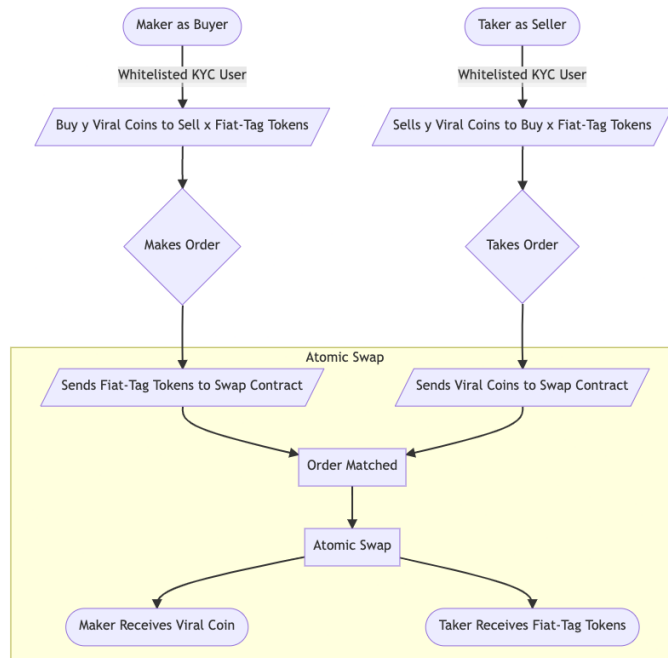 Maker as Buyer
Taker as Seller
Whitelisted KYC User
Whitelisted KYC User
Buy y Viral Coins to Sell x Fiat-Tag Tokens
Sells y Viral Coins to Buy x Fiat-Tag Tokens
Makes Order
Takes Order
Atomic Swap
Sends Fiat-Tag Tokens to Swap Contract
Sends Viral Coins to Swap Contract
Order Matched
Atomic Swap
Maker Receives Viral Coin
Taker Receives Fiat-Tag Tokens